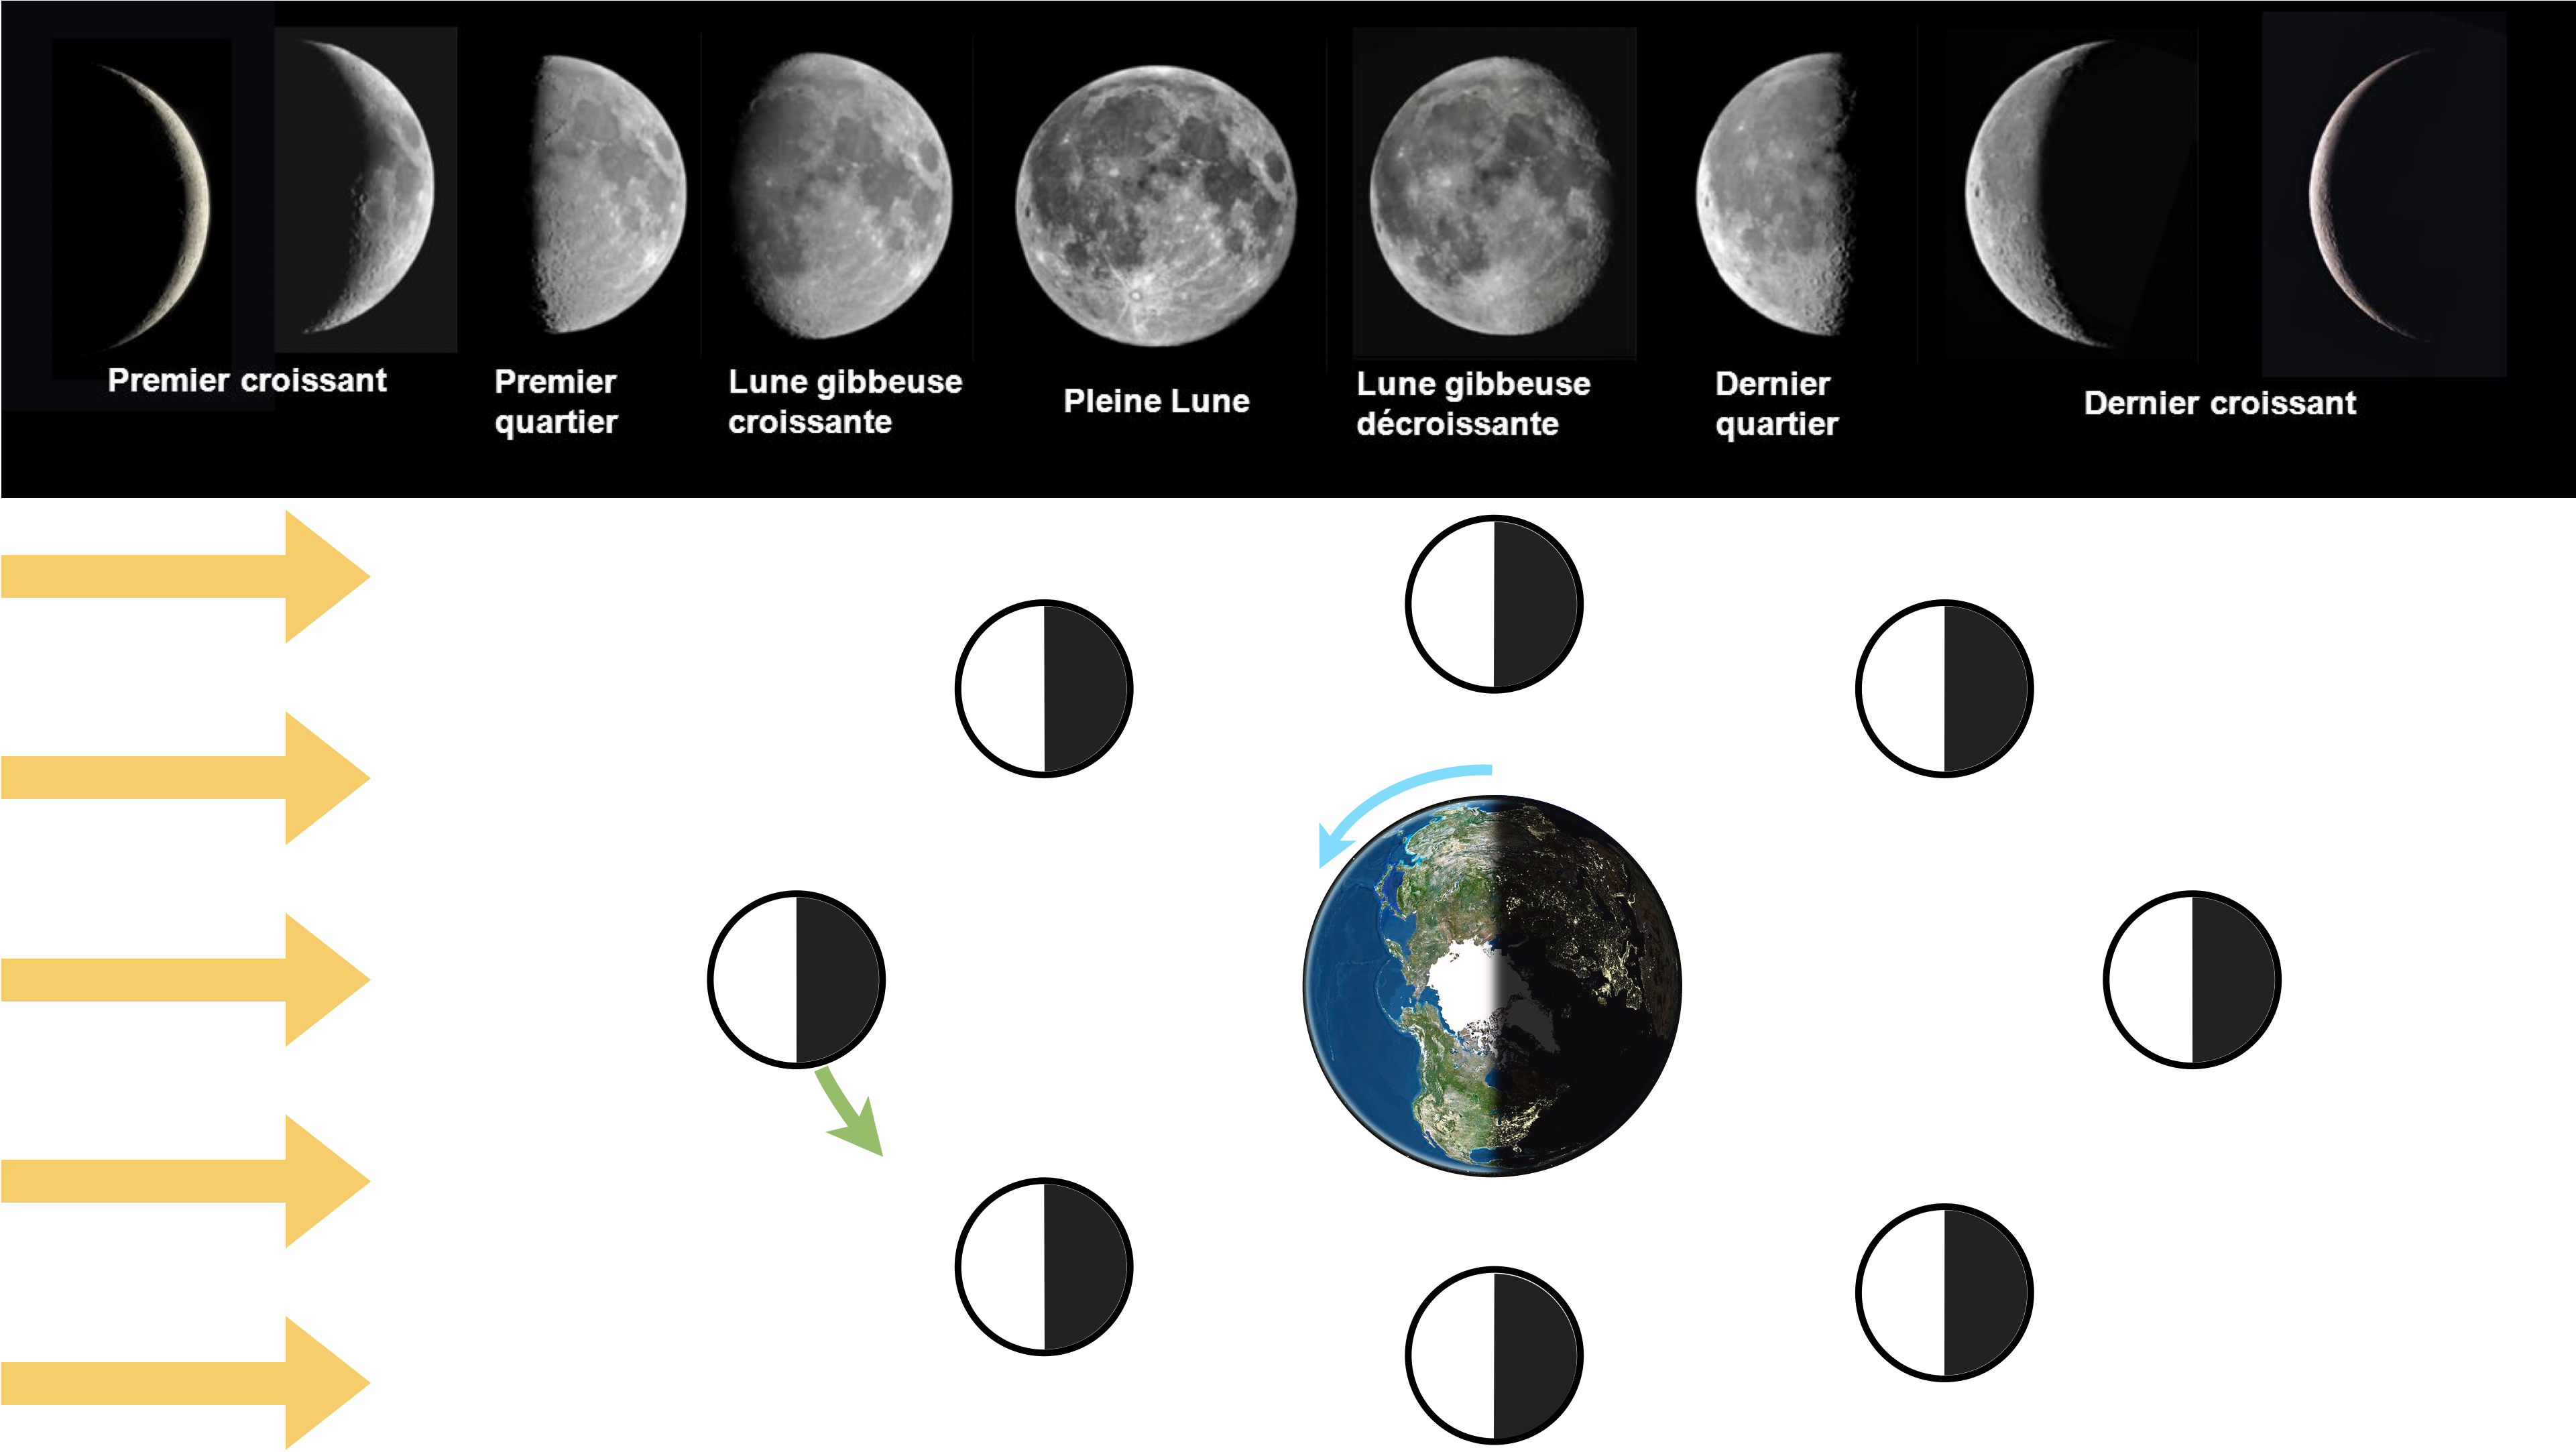 Premier croissant
Premier
quartier
Lune gibbeuse
croissante
Pleine Lune
Lune gibbeuse
décroissante
Dernier
quartier
Dernier croissant